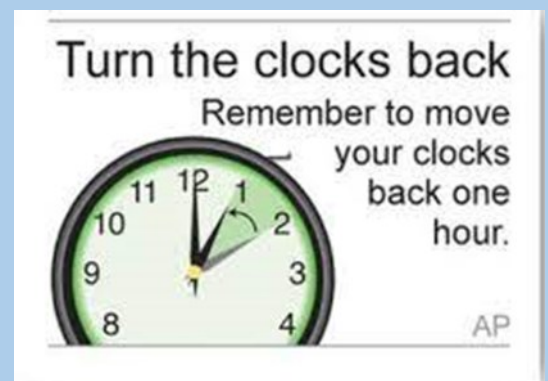 Turn the clocks back
Remember to move
your clocks
back one
hour.
12
11
1
10
2
9
3
8
4
AP